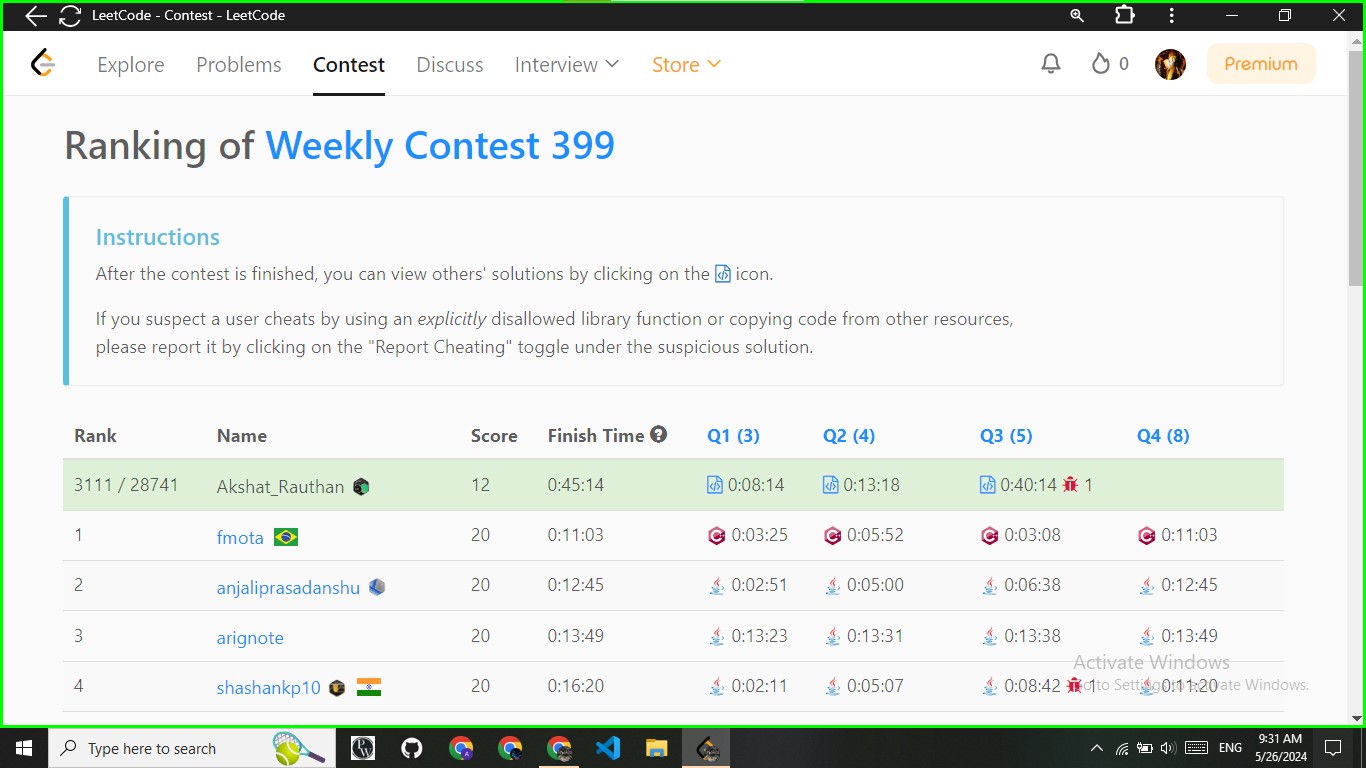 LeetCode - Contest - LeetCode
Explore Problems Contest Discuss Interview Store 0 Premium
Ranking of Weekly Contest 399
Instructions
After the contest is finished, you can view others' solutions by clicking on the icon.
If you suspect a user cheats by using an explicitly disallowed library function or copying code from other resources,
please report it by clicking on the "Report Cheating" toggle under the suspicious solution.
Rank Name Score Finish Time Q1 (3) Q2 (4) Q3 (5) Q4 (8)
3111 / 28741 Akshat_Rauthan 12 0:45:14 0:08:14 0:13:18 0:40:14 1
1 fmota 20 0:11:03 0:03:25 0:05:52 0:03:08 0:11:03
2 anjaliprasadanshu 20 0:12:45 0:02:51 0:05:00 0:06:38 0:12:45
3 arignote 20 0:13:49 0:13:23 0:13:31 0:13:38 0:13:49
Activate Windows
4 shashankp10 20 0:16:20 0:02:11 0:05:07 0:08:42 1 0:11:20
Go to Settings to activate Windows.
Type here to search
ENG
9:31 AM
5/26/2024